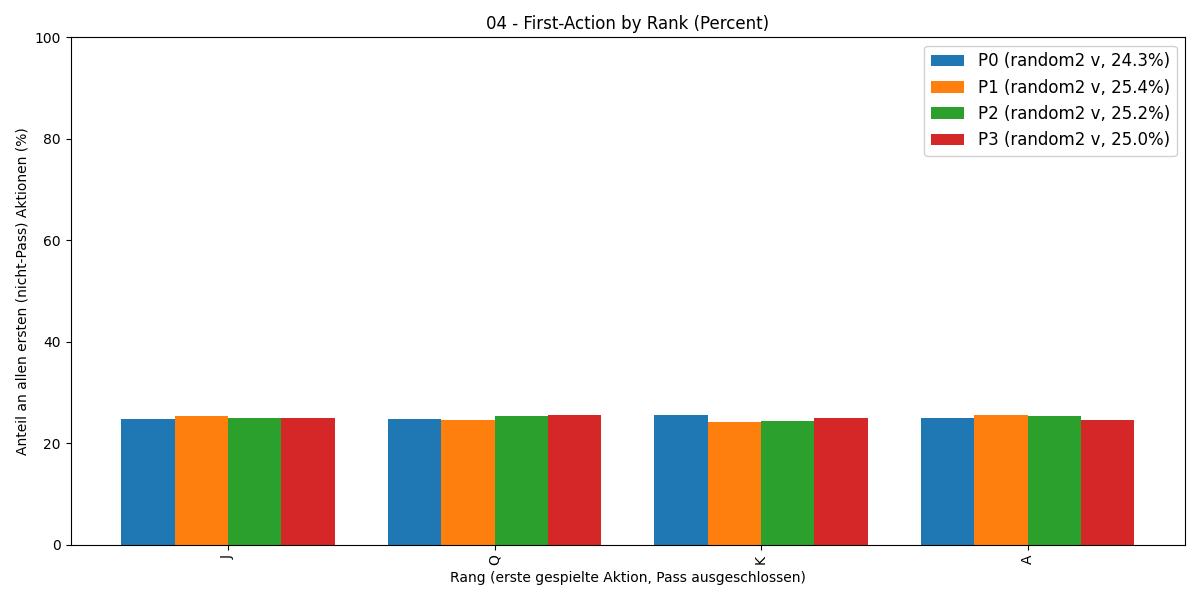 04 - First-Action by Rank (Percent)
Anteil an allen ersten (nicht-Pass) Aktionen (%)
100
80
60
40
20
0
P0 (random2 v, 24.3%)
P1 (random2 v, 25.4%)
P2 (random2 v, 25.2%)
P3 (random2 v, 25.0%)
J
Q
K
A
Rang (erste gespielte Aktion, Pass ausgeschlossen)